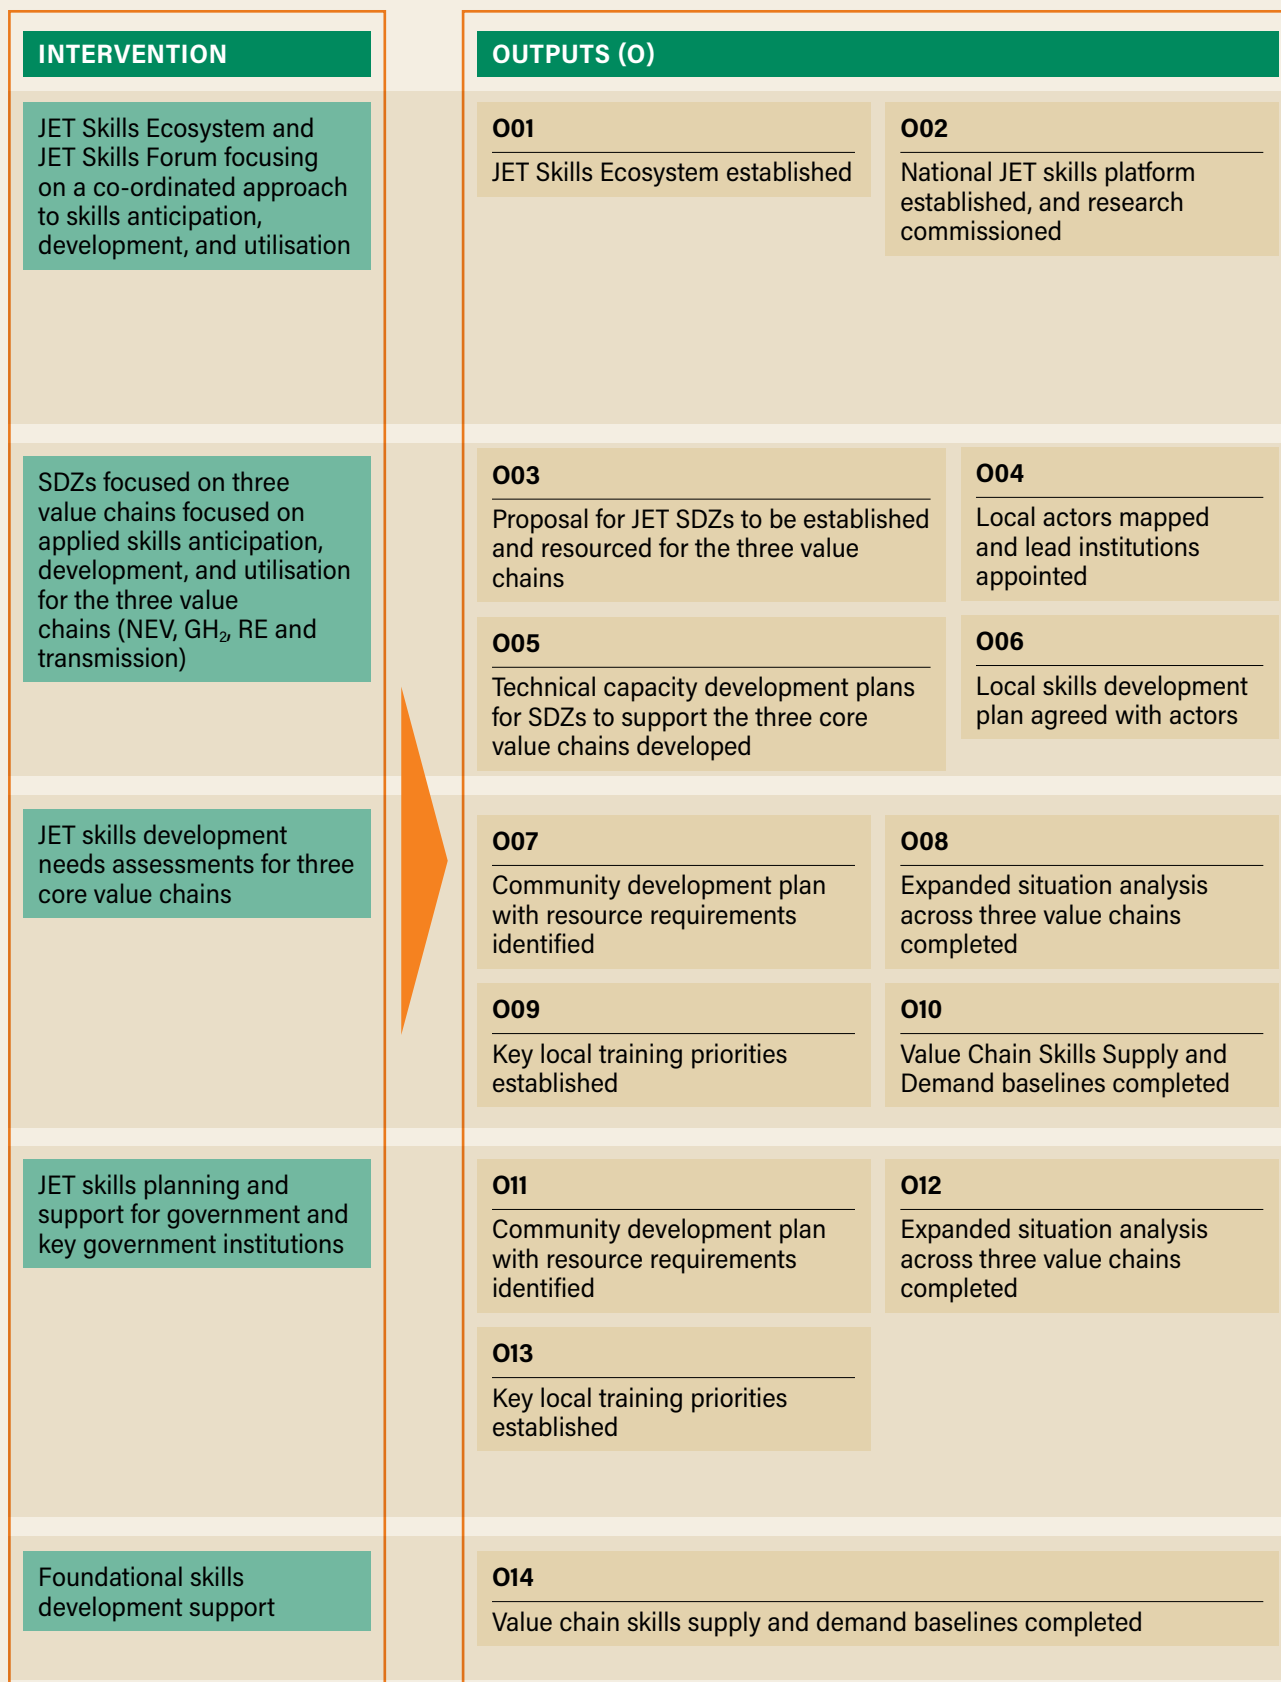 INTERVENTION
OUTPUTS (O)
JET Skills Ecosystem and
JET Skills Forum focusing
on a co-ordinated approach
to skills anticipation,
development, and utilisation
O01
JET Skills Ecosystem established
O02
National JET skills platform
established, and research
commissioned
SDZs focused on three
value chains focused on
applied skills anticipation,
development, and utilisation
for the three value
chains (NEV, GH₂, RE and
transmission)
O03
Proposal for JET SDZs to be established
and resourced for the three value
chains
O04
Local actors mapped
and lead institutions
appointed
O05
Technical capacity development plans
for SDZs to support the three core
value chains developed
O06
Local skills development
plan agreed with actors
JET skills development
needs assessments for three
core value chains
O07
Community development plan
with resource requirements
identified
O08
Expanded situation analysis
across three value chains
completed
O09
Key local training priorities
established
O10
Value Chain Skills Supply and
Demand baselines completed
JET skills planning and
support for government and
key government institutions
O11
Community development plan
with resource requirements
identified
O12
Expanded situation analysis
across three value chains
completed
O13
Key local training priorities
established
Foundational skills
development support
O14
Value chain skills supply and demand baselines completed